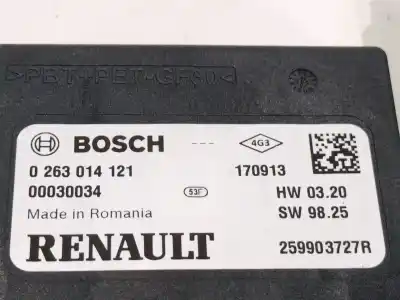 >PBT+PET-GF30<
BOSCH --- 4G3
0 263 014 121 170913
00030034 53F HW 03.20
Made in Romania SW 98.25
RENAULT 259903727R